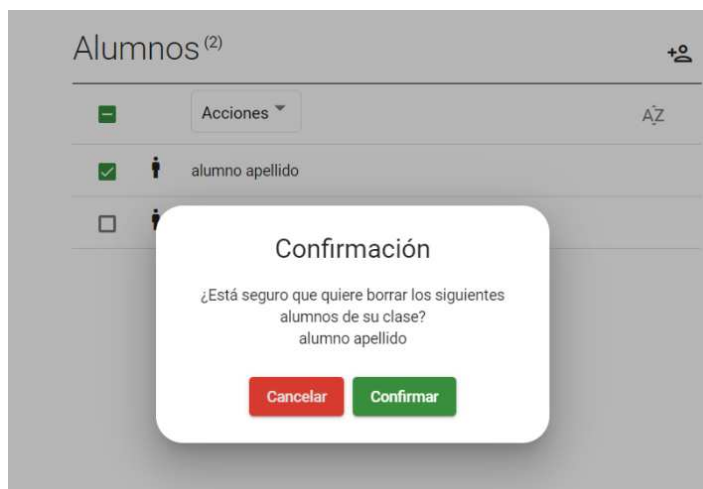 Alumnos (2)
Acciones
AZ
alumno apellido
Confirmación
¿Está seguro que quiere borrar los siguientes
alumnos de su clase?
alumno apellido
Cancelar
Confirmar